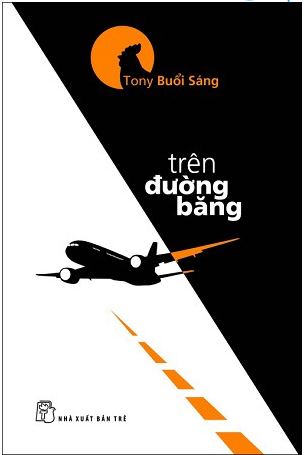 Tony Buổi Sáng
trên
đường
băng
NHÀ XUẤT BẢN TRẺ